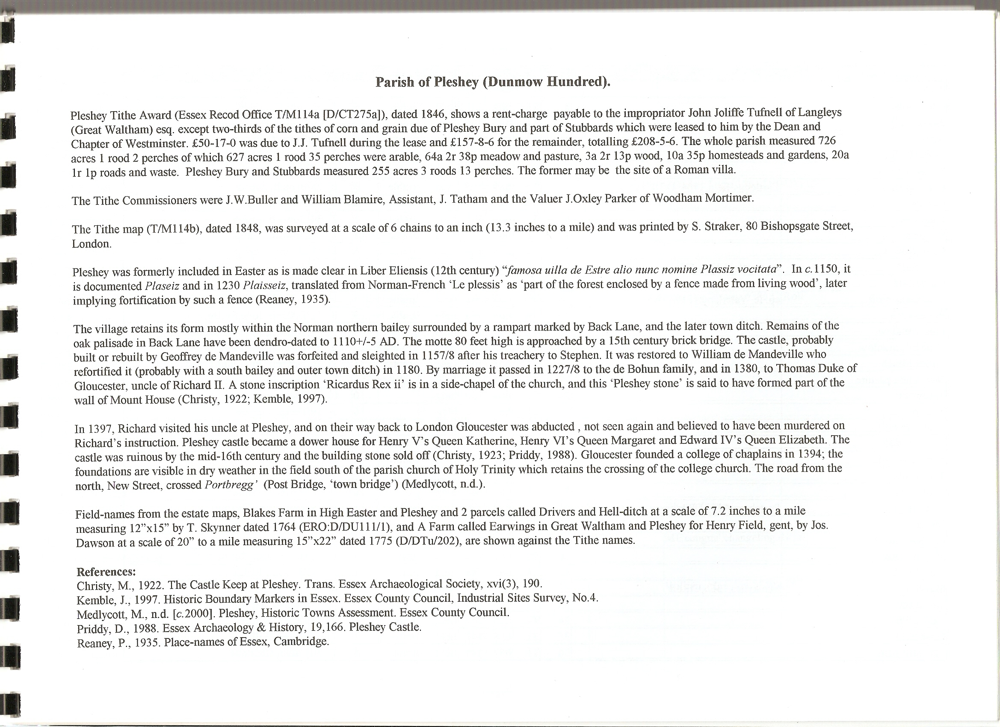 Parish of Pleshey (Dunmow Hundred).
Pleshey Tithe Award (Essex Recod Office T/M114a [D/CT275a]), dated 1846, shows a rent-charge payable to the impropriator John Joliffe Tufnell of Langleys
(Great Waltham) esq. except two-thirds of the tithes of corn and grain due of Pleshey Bury and part of Stubbards which were leased to him by the Dean and
Chapter of Westminster. £50-17-0 was due to J.J. Tufnell during the lease and £157-8-6 for the remainder, totalling £208-5-6. The whole parish measured 726
acres 1 rood 2 perches of which 627 acres 1 rood 35 perches were arable, 64a 2r 38p meadow and pasture, 3a 2r 13p wood, 10a 35p homesteads and gardens, 20a
1r 1p roads and waste. Pleshey Bury and Stubbards measured 255 acres 3 roods 13 perches. The former may be the site of a Roman villa.
The Tithe Commissioners were J.W.Buller and William Blamire, Assistant, J. Tatham and the Valuer J.Oxley Parker of Woodham Mortimer.
The Tithe map (T/M114b), dated 1848, was surveyed at a scale of 6 chains to an inch (13.3 inches to a mile) and was printed by S. Straker, 80 Bishopsgate Street,
London.
Pleshey was formerly included in Easter as is made clear in Liber Eliensis (12th century) “famosa uilla de Estre alio nunc nomine Plassiz vocitata”. In c.1150, it
is documented Plaseiz and in 1230 Plaisseiz, translated from Norman-French ‘Le plessis’ as ‘part of the forest enclosed by a fence made from living wood’, later
implying fortification by such a fence (Reaney, 1935).
The village retains its form mostly within the Norman northern bailey surrounded by a rampart marked by Back Lane, and the later town ditch. Remains of the
oak palisade in Back Lane have been dendro-dated to 1110+/-5 AD. The motte 80 feet high is approached by a 15th century brick bridge. The castle, probably
built or rebuilt by Geoffrey de Mandeville was forfeited and sleighted in 1157/8 after his treachery to Stephen. It was restored to William de Mandeville who
refortified it (probably with a south bailey and outer town ditch) in 1180. By marriage it passed in 1227/8 to the de Bohun family, and in 1380, to Thomas Duke of
Gloucester, uncle of Richard II. A stone inscription ‘Ricardus Rex ii’ is in a side-chapel of the church, and this ‘Pleshey stone’ is said to have formed part of the
wall of Mount House (Christy, 1922; Kemble, 1997).
In 1397, Richard visited his uncle at Pleshey, and on their way back to London Gloucester was abducted , not seen again and believed to have been murdered on
Richard’s instruction. Pleshey castle became a dower house for Henry V’s Queen Katherine, Henry VI’s Queen Margaret and Edward IV’s Queen Elizabeth. The
castle was ruinous by the mid-16th century and the building stone sold off (Christy, 1923; Priddy, 1988). Gloucester founded a college of chaplains in 1394; the
foundations are visible in dry weather in the field south of the parish church of Holy Trinity which retains the crossing of the college church. The road from the
north, New Street, crossed Portbregg’ (Post Bridge, ‘town bridge’) (Medlycott, n.d.).
Field-names from the estate maps, Blakes Farm in High Easter and Pleshey and 2 parcels called Drivers and Hell-ditch at a scale of 7.2 inches to a mile
measuring 12”x15” by T. Skynner dated 1764 (ERO:D/DU111/1), and A Farm called Earwings in Great Waltham and Pleshey for Henry Field, gent, by Jos.
Dawson at a scale of 20” to a mile measuring 15”x22” dated 1775 (D/DTu/202), are shown against the Tithe names.
References:
Christy, M., 1922. The Castle Keep at Pleshey. Trans. Essex Archaeological Society, xvi(3), 190.
Kemble, J., 1997. Historic Boundary Markers in Essex. Essex County Council, Industrial Sites Survey, No.4.
Medlycott, M., n.d. [c.2000]. Pleshey, Historic Towns Assessment. Essex County Council.
Priddy, D., 1988. Essex Archaeology & History, 19,166. Pleshey Castle.
Reaney, P., 1935. Place-names of Essex, Cambridge.